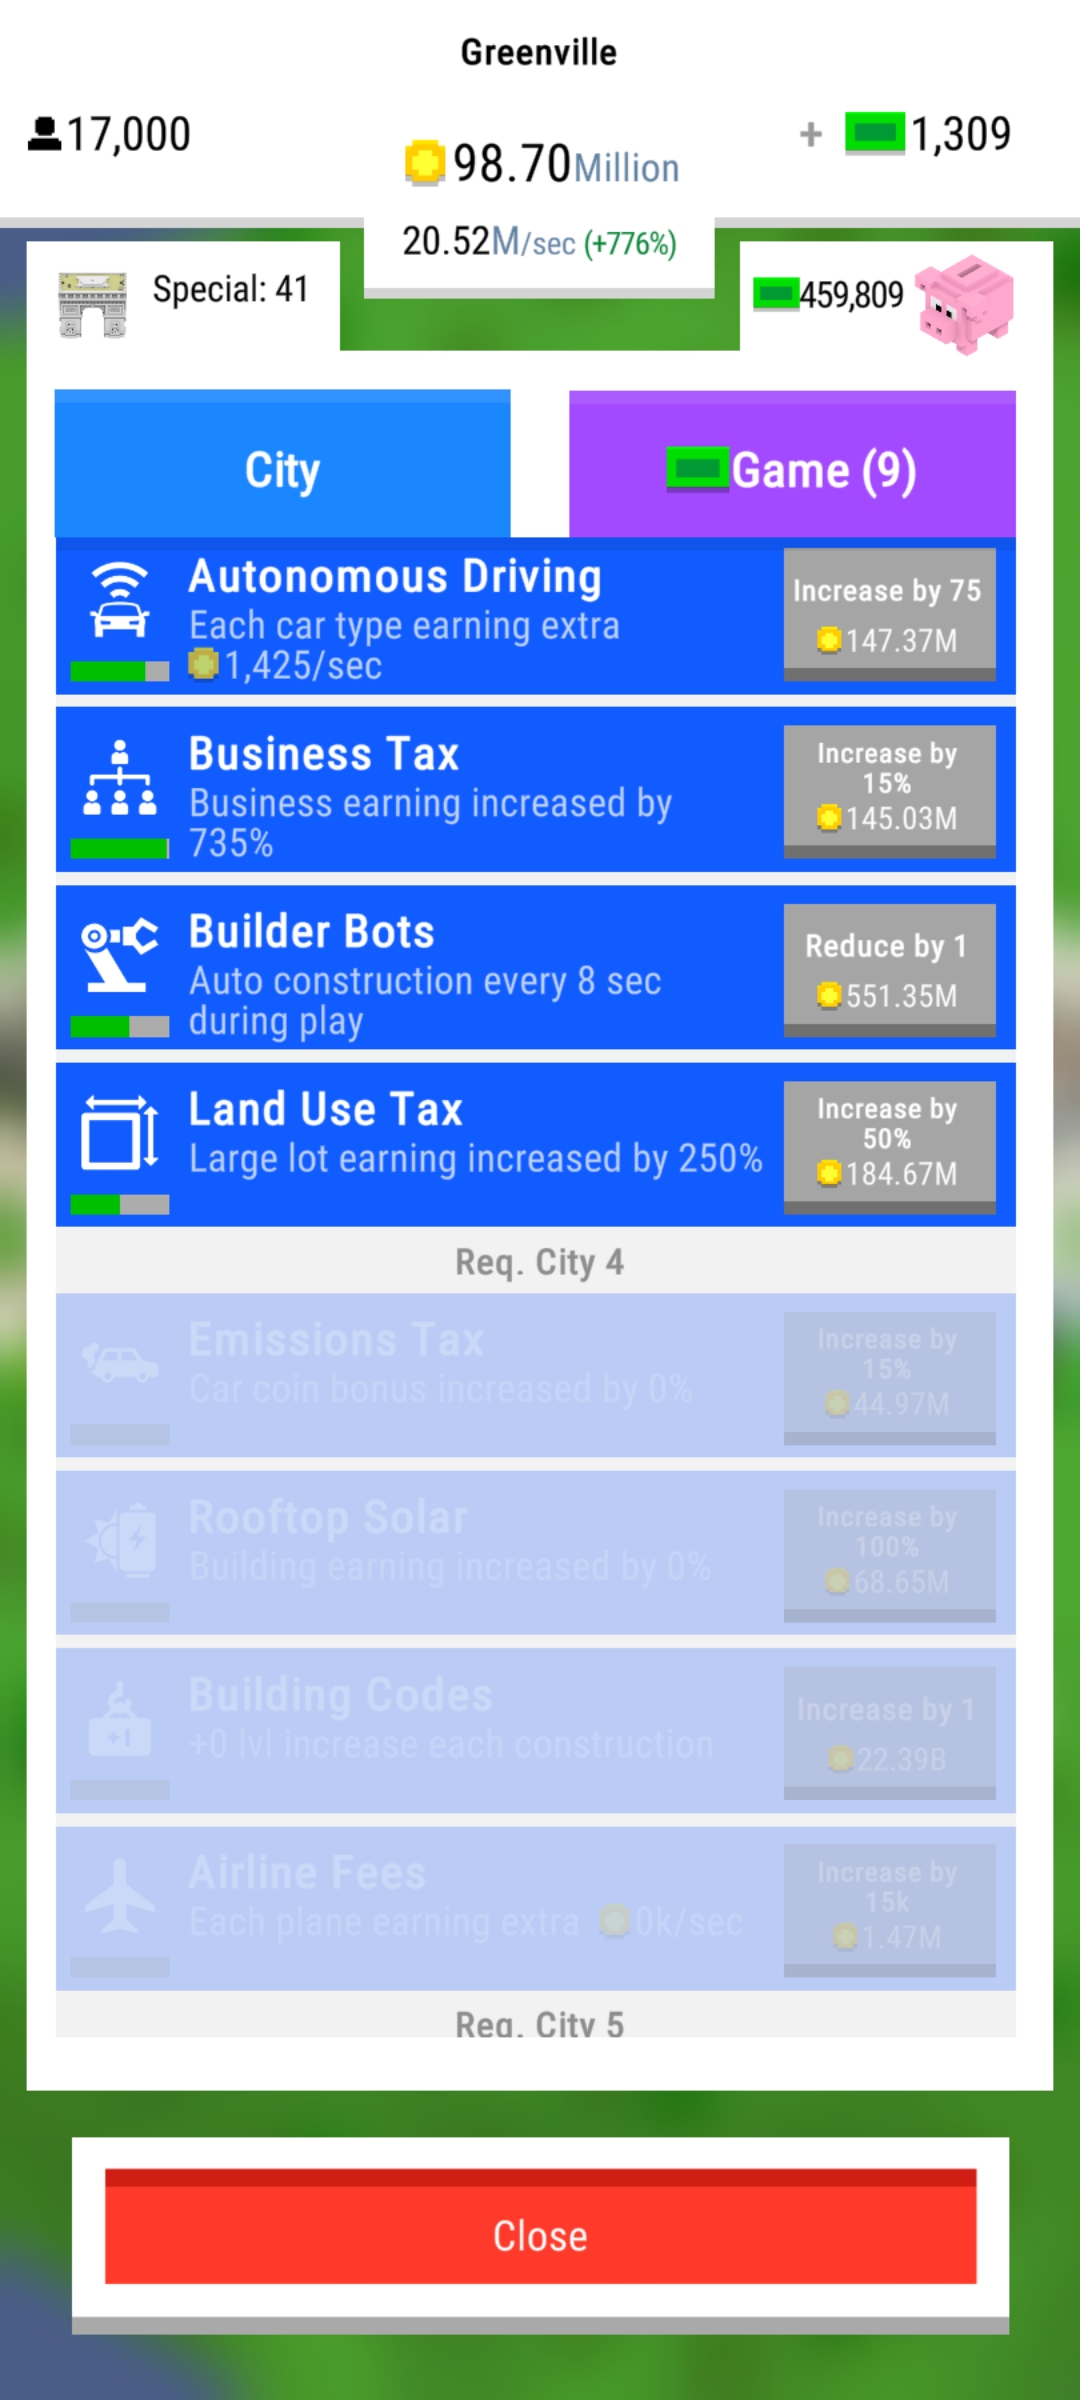 Greenville
17,000
98.70Million
+ 1,309
20.52M/sec (+776%)
Special: 41
459,809
City
Game (9)
Autonomous Driving
Each car type earning extra
1,425/sec
Increase by 75
147.37M
Business Tax
Business earning increased by
735%
Increase by
15%
145.03M
Builder Bots
Auto construction every 8 sec
during play
Reduce by 1
551.35M
Land Use Tax
Large lot earning increased by 250%
Increase by
50%
184.67M
Req. City 4
Emissions Tax
Car coin bonus increased by 0%
Increase by
15%
44.97M
Rooftop Solar
Building earning increased by 0%
Increase by
100%
68.65M
Building Codes
+0 lvl increase each construction
+1
Increase by 1
22.39B
Airline Fees
Each plane earning extra 0k/sec
Increase by
15k
1.47M
Req. City 5
Close